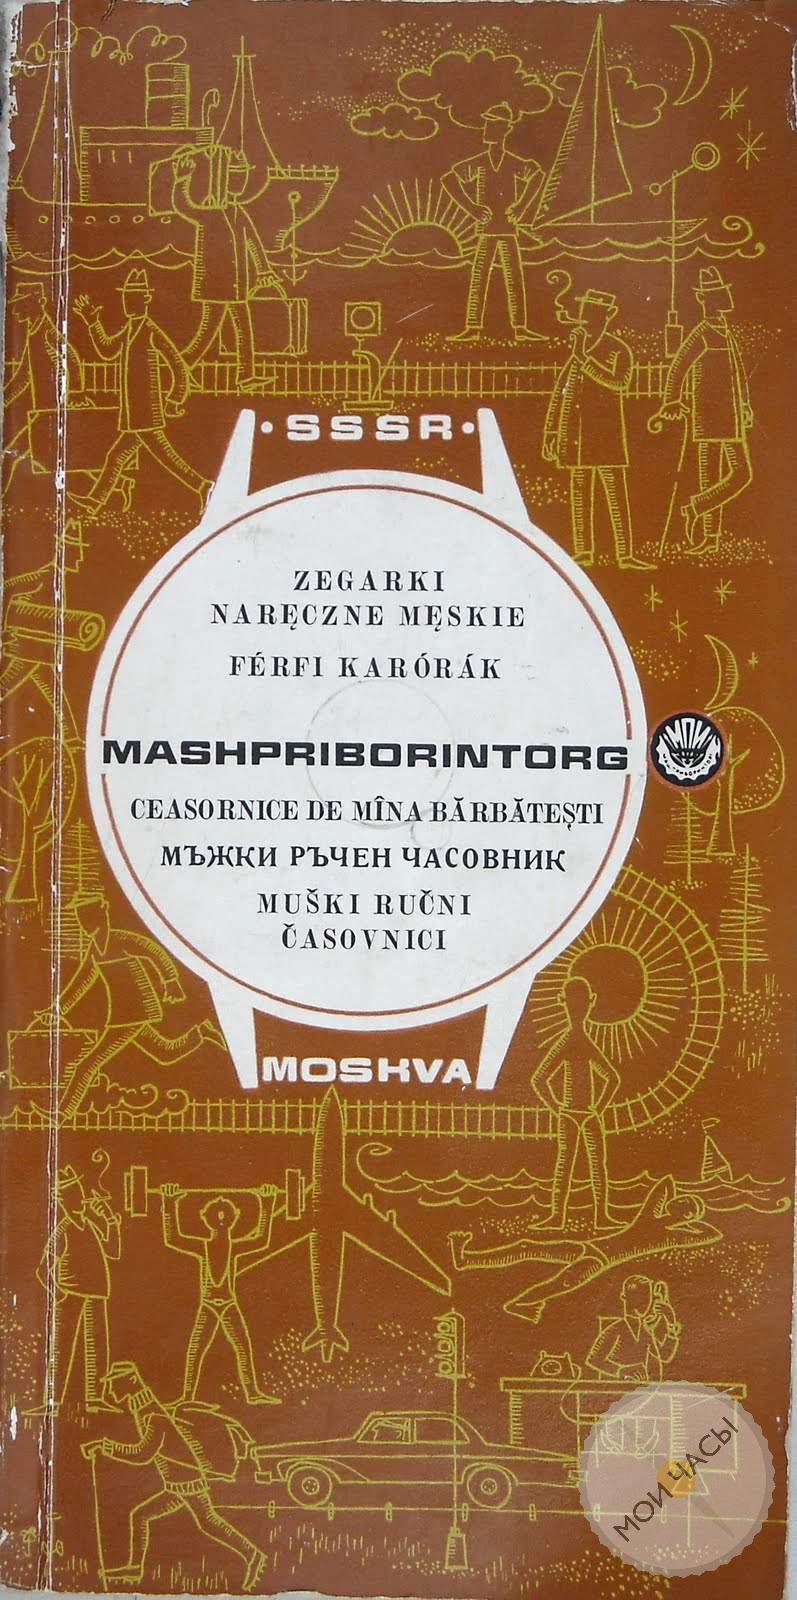 · SSSR ·
ZEGARKI
NARĘCZNE MĘSKIE
FÉRFI KARÓRÁK
MASHPRIBORINTORG
CEASORNICE DE MÎNA BĂRBĂTEȘTI
МЪЖКИ РЪЧЕН ЧАСОВНИК
MUŠKI RUČNI
ČASOVNICI
MOSKVA
МОИ ЧАСЫ